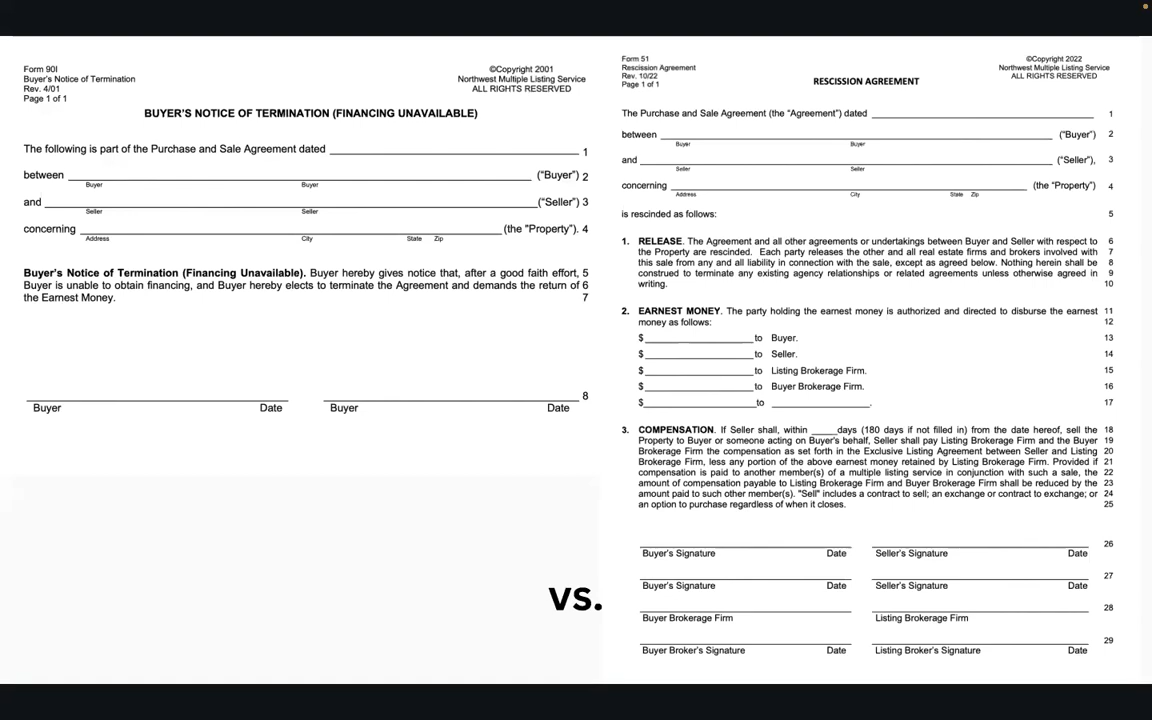 Form 90I
Buyer's Notice of Termination
Rev. 4/01
Page 1 of 1
©Copyright 2001
Northwest Multiple Listing Service
ALL RIGHTS RESERVED
BUYER'S NOTICE OF TERMINATION (FINANCING UNAVAILABLE)
The following is part of the Purchase and Sale Agreement dated 1
between ("Buyer") 2
Buyer Buyer
and ("Seller") 3
Seller Seller
concerning (the "Property"). 4
Address City State Zip
Buyer's Notice of Termination (Financing Unavailable). Buyer hereby gives notice that, after a good faith effort, 5
Buyer is unable to obtain financing, and Buyer hereby elects to terminate the Agreement and demands the return of 6
the Earnest Money. 7
8
Buyer Date Buyer Date
vs.
Form 51
Rescission Agreement
Rev. 10/22
Page 1 of 1
©Copyright 2022
Northwest Multiple Listing Service
ALL RIGHTS RESERVED
RESCISSION AGREEMENT
The Purchase and Sale Agreement (the "Agreement") dated 1
between ("Buyer") 2
Buyer Buyer
and ("Seller"), 3
Seller Seller
concerning (the "Property") 4
Address City State Zip
is rescinded as follows: 5
1. RELEASE. The Agreement and all other agreements or undertakings between Buyer and Seller with respect to 6
the Property are rescinded. Each party releases the other and all real estate firms and brokers involved with 7
this sale from any and all liability in connection with the sale, except as agreed below. Nothing herein shall be 8
construed to terminate any existing agency relationships or related agreements unless otherwise agreed in 9
writing. 10
2. EARNEST MONEY. The party holding the earnest money is authorized and directed to disburse the earnest 11
money as follows: 12
$ to Buyer. 13
$ to Seller. 14
$ to Listing Brokerage Firm. 15
$ to Buyer Brokerage Firm. 16
$ to . 17
3. COMPENSATION. If Seller shall, within _____days (180 days if not filled in) from the date hereof, sell the 18
Property to Buyer or someone acting on Buyer's behalf, Seller shall pay Listing Brokerage Firm and the Buyer 19
Brokerage Firm the compensation as set forth in the Exclusive Listing Agreement between Seller and Listing 20
Brokerage Firm, less any portion of the above earnest money retained by Listing Brokerage Firm. Provided if 21
compensation is paid to another member(s) of a multiple listing service in conjunction with such a sale, the 22
amount of compensation payable to Listing Brokerage Firm and Buyer Brokerage Firm shall be reduced by the 23
amount paid to such other member(s). "Sell" includes a contract to sell; an exchange or contract to exchange; or 24
an option to purchase regardless of when it closes. 25
26
Buyer's Signature Date Seller's Signature Date
27
Buyer's Signature Date Seller's Signature Date
28
Buyer Brokerage Firm Listing Brokerage Firm
29
Buyer Broker's Signature Date Listing Broker's Signature Date